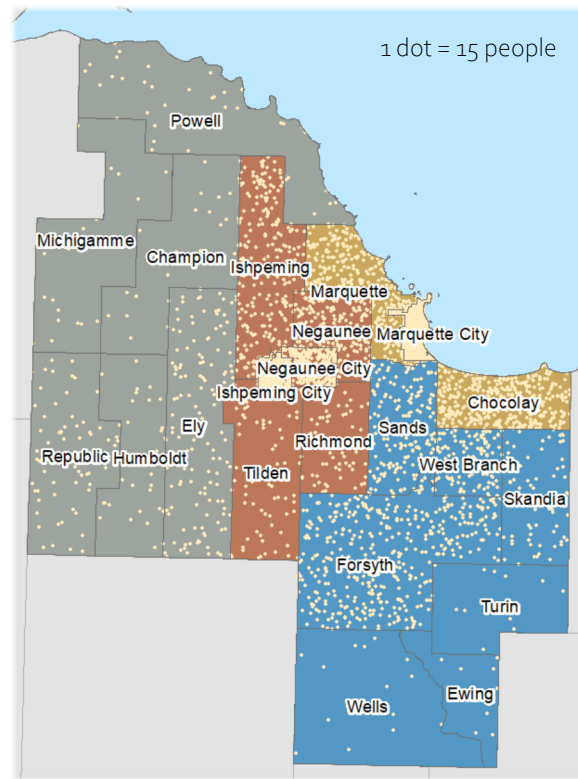 1 dot = 15 people
Powell
Michigamme
Champion
Ishpeming
Marquette
Negaunee
Marquette City
Negaunee City
Ishpeming City
Chocolay
Ely
Sands
Richmond
Republic
Humboldt
West Branch
Tilden
Skandia
Forsyth
Turin
Ewing
Wells